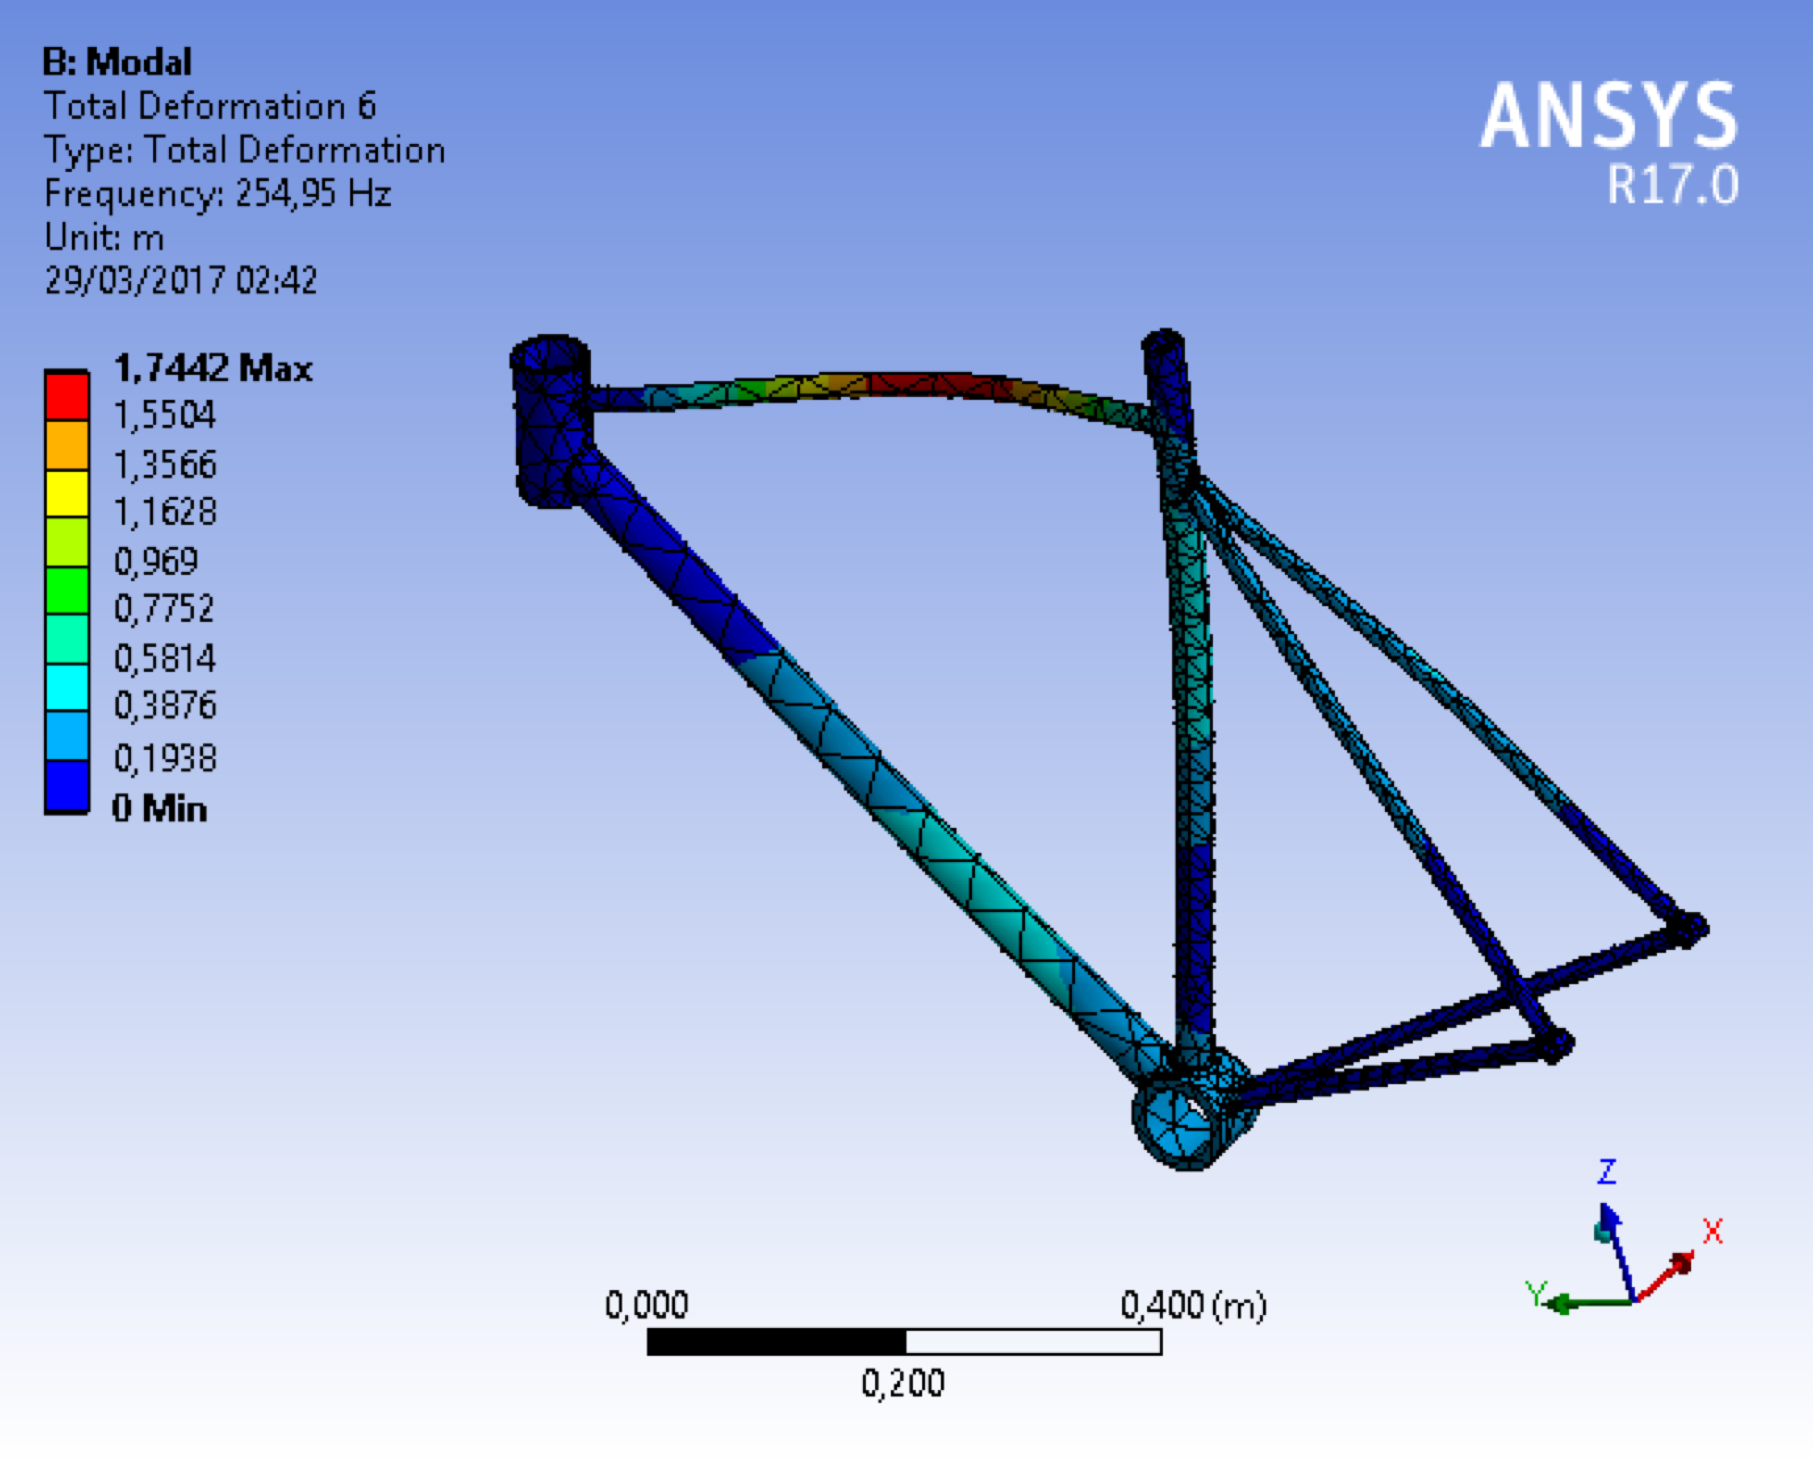 B: Modal
Total Deformation 6
Type: Total Deformation
Frequency: 254,95 Hz
Unit: m
29/03/2017 02:42
ANSYS
R17.0
1,7442 Max
1,5504
1,3566
1,1628
0,969
0,7752
0,5814
0,3876
0,1938
0 Min
Z
X
Y
0,000
0,400 (m)
0,200